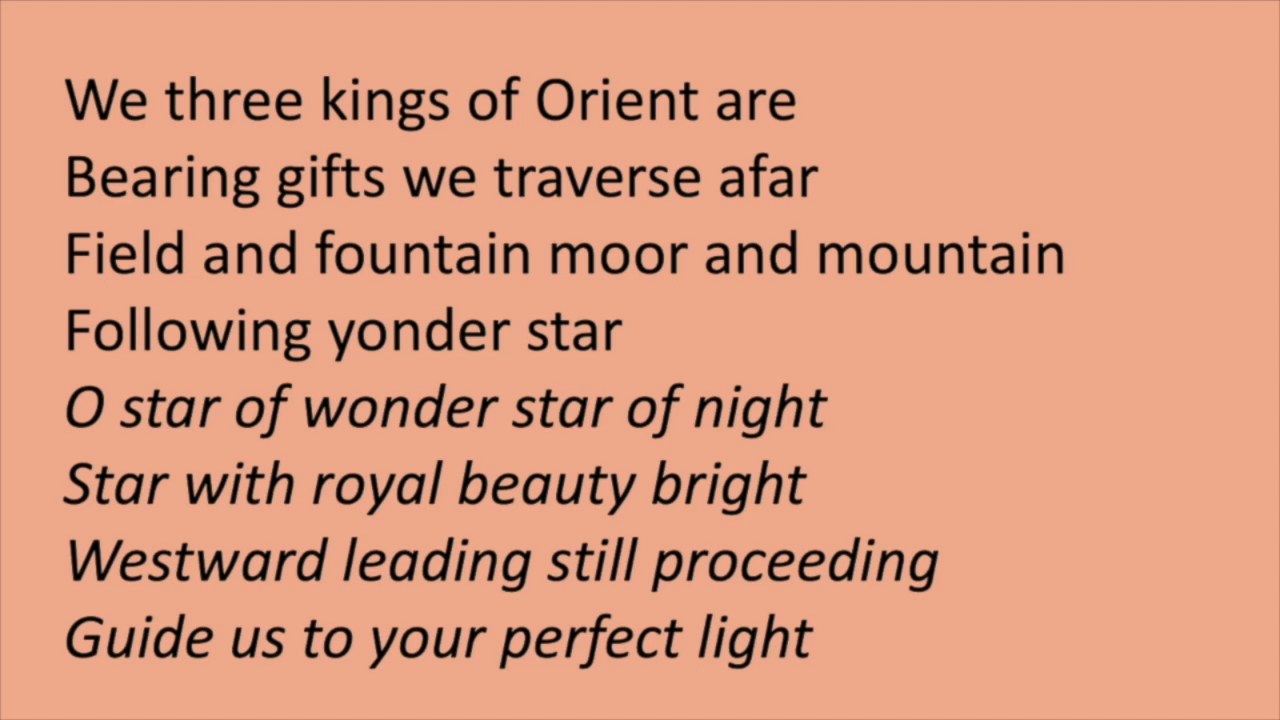 We three kings of Orient are
Bearing gifts we traverse afar
Field and fountain moor and mountain
Following yonder star
O star of wonder star of night
Star with royal beauty bright
Westward leading still proceeding
Guide us to your perfect light